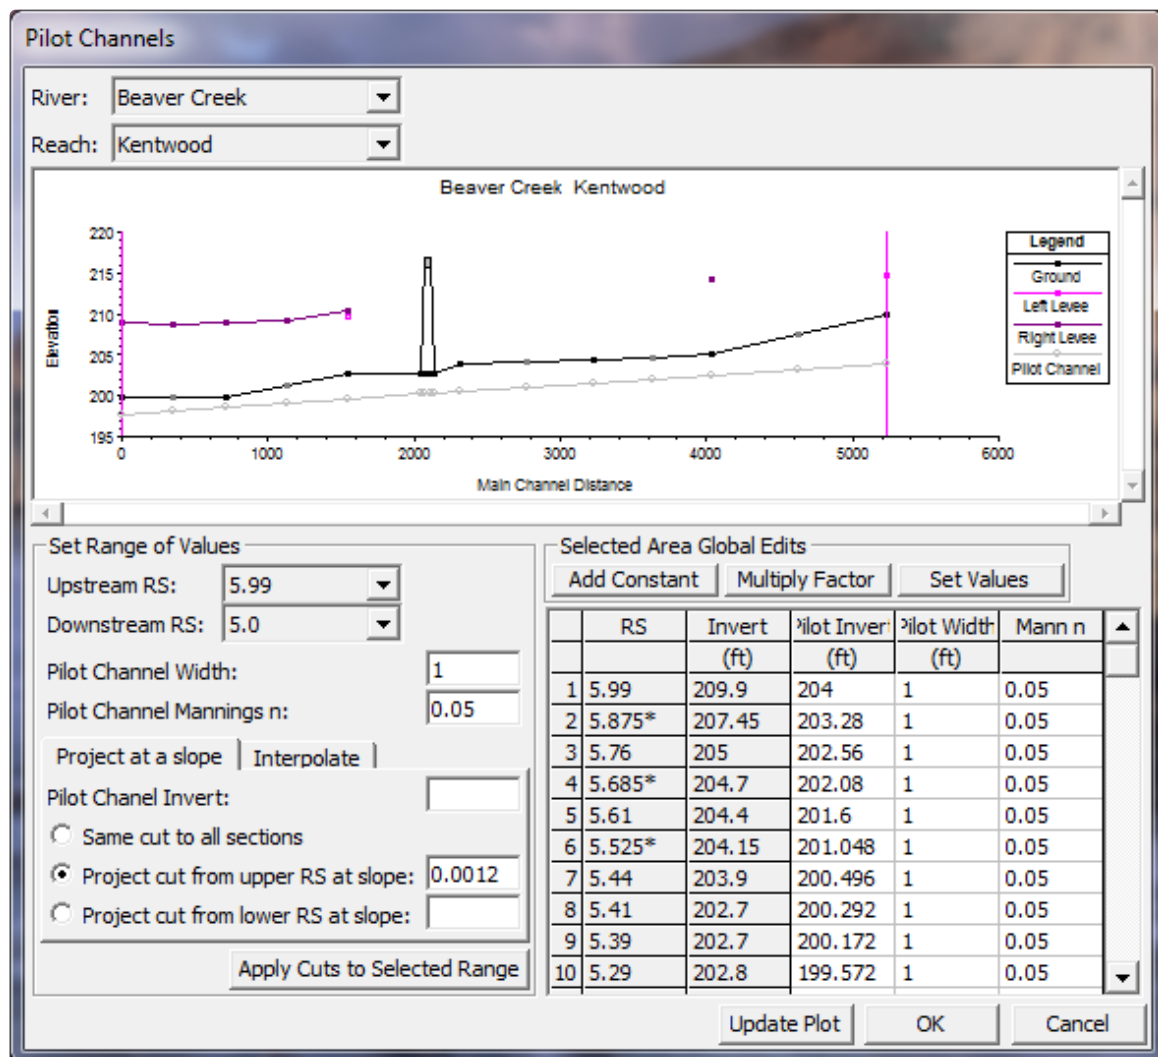 Pilot Channels
River: Beaver Creek
Reach: Kentwood
Beaver Creek Kentwood
220
215
210
205
200
195
Elevation
0 1000 2000 3000 4000 5000 6000
Main Channel Distance
Legend
Ground
Left Levee
Right Levee
Pilot Channel
Set Range of Values
Upstream RS: 5.99
Downstream RS: 5.0
Pilot Channel Width: 1
Pilot Channel Mannings n: 0.05
Project at a slope Interpolate
Pilot Chanel Invert:
Same cut to all sections
Project cut from upper RS at slope: 0.0012
Project cut from lower RS at slope:
Apply Cuts to Selected Range
Selected Area Global Edits
Add Constant Multiply Factor Set Values
RS Invert Pilot Invert Pilot Width Mann n
(ft) (ft) (ft)
1 5.99 209.9 204 1 0.05
2 5.875* 207.45 203.28 1 0.05
3 5.76 205 202.56 1 0.05
4 5.685* 204.7 202.08 1 0.05
5 5.61 204.4 201.6 1 0.05
6 5.525* 204.15 201.048 1 0.05
7 5.44 203.9 200.496 1 0.05
8 5.41 202.7 200.292 1 0.05
9 5.39 202.7 200.172 1 0.05
10 5.29 202.8 199.572 1 0.05
Update Plot OK Cancel